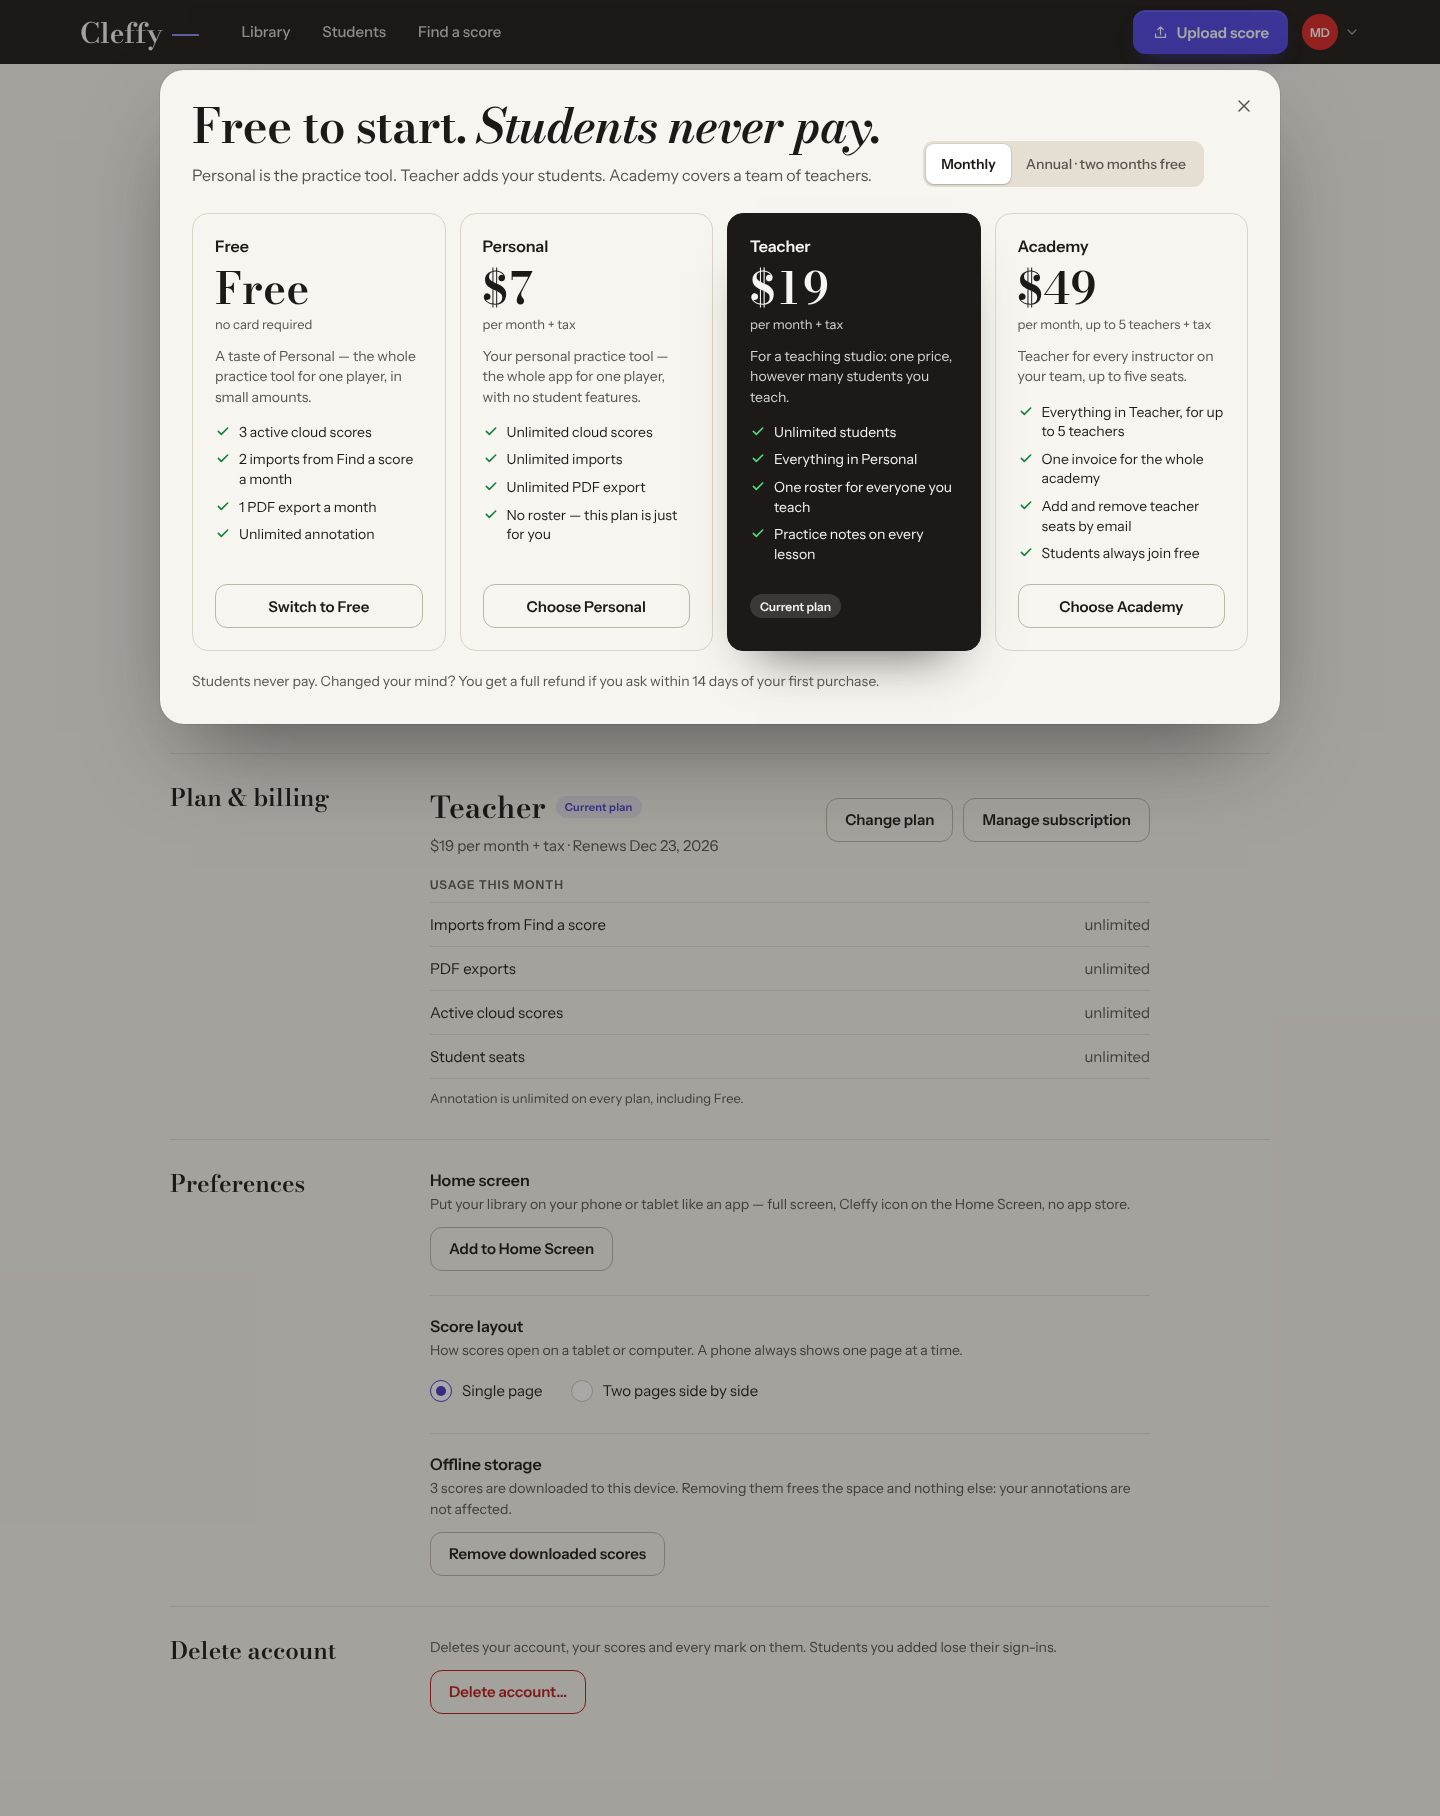 Cleffy
Library
Students
Find a score
Upload score
MD
Free to start. Students never pay.
Personal is the practice tool. Teacher adds your students. Academy covers a team of teachers.
Monthly
Annual · two months free
Free
Free
no card required
A taste of Personal — the whole
practice tool for one player, in
small amounts.
3 active cloud scores
2 imports from Find a score
a month
1 PDF export a month
Unlimited annotation
Switch to Free
Personal
$7
per month + tax
Your personal practice tool —
the whole app for one player,
with no student features.
Unlimited cloud scores
Unlimited imports
Unlimited PDF export
No roster — this plan is just
for you
Choose Personal
Teacher
$19
per month + tax
For a teaching studio: one price,
however many students you
teach.
Unlimited students
Everything in Personal
One roster for everyone you
teach
Practice notes on every
lesson
Current plan
Academy
$49
per month, up to 5 teachers + tax
Teacher for every instructor on
your team, up to five seats.
Everything in Teacher, for up
to 5 teachers
One invoice for the whole
academy
Add and remove teacher
seats by email
Students always join free
Choose Academy
Students never pay. Changed your mind? You get a full refund if you ask within 14 days of your first purchase.
Plan & billing
Teacher
Current plan
$19 per month + tax · Renews Dec 23, 2026
Change plan
Manage subscription
USAGE THIS MONTH
Imports from Find a score
unlimited
PDF exports
unlimited
Active cloud scores
unlimited
Student seats
unlimited
Annotation is unlimited on every plan, including Free.
Preferences
Home screen
Put your library on your phone or tablet like an app — full screen, Cleffy icon on the Home Screen, no app store.
Add to Home Screen
Score layout
How scores open on a tablet or computer. A phone always shows one page at a time.
Single page
Two pages side by side
Offline storage
3 scores are downloaded to this device. Removing them frees the space and nothing else: your annotations are
not affected.
Remove downloaded scores
Delete account
Deletes your account, your scores and every mark on them. Students you added lose their sign-ins.
Delete account...